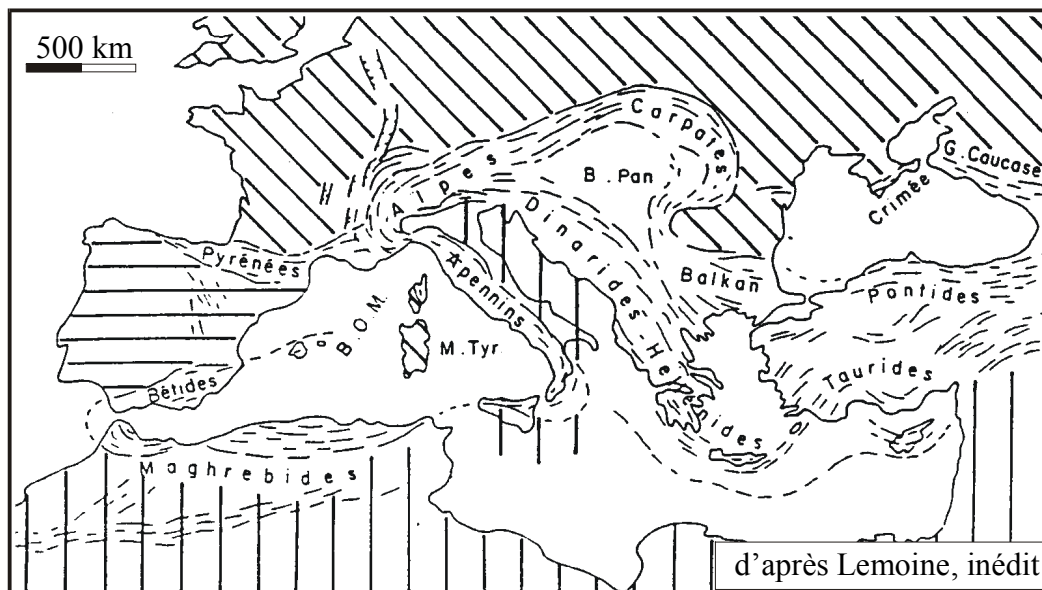 500 km
Carpates
G. Caucase
Crimée
Alpes
B. Pan
Dinarides-Hellénides
Pyrénées
Balkan
Pontides
Apennins
B.O.M.
M. Tyr.
Taurides
Bétides
Maghrebides
d'après Lemoine, inédit